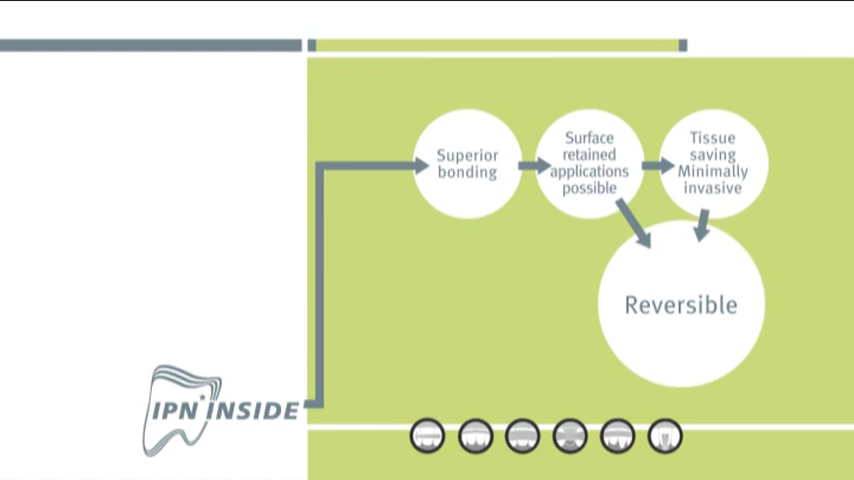 Superior
bonding
Surface
retained
applications
possible
Tissue
saving
Minimally
invasive
Reversible
IPN* INSIDE